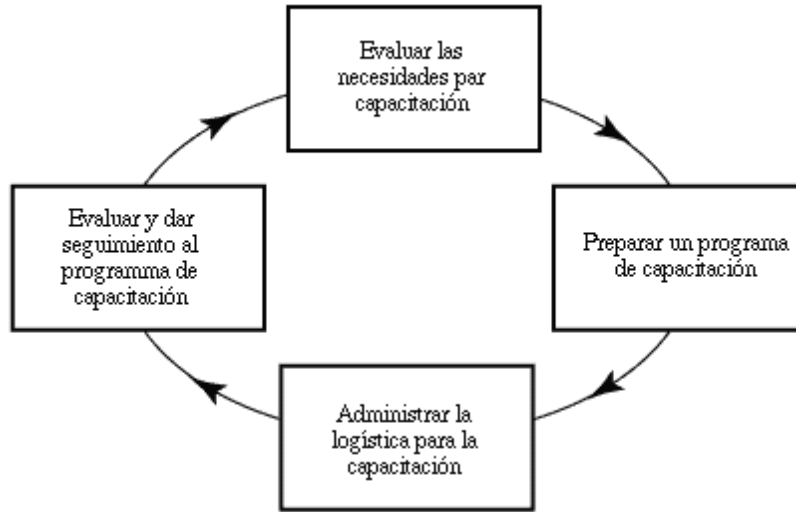 Evaluar las
necesidades par
capacitación
Preparar un programa
de capacitación
Administrar la
logística para la
capacitación
Evaluar y dar
seguimiento al
programma de
capacitación